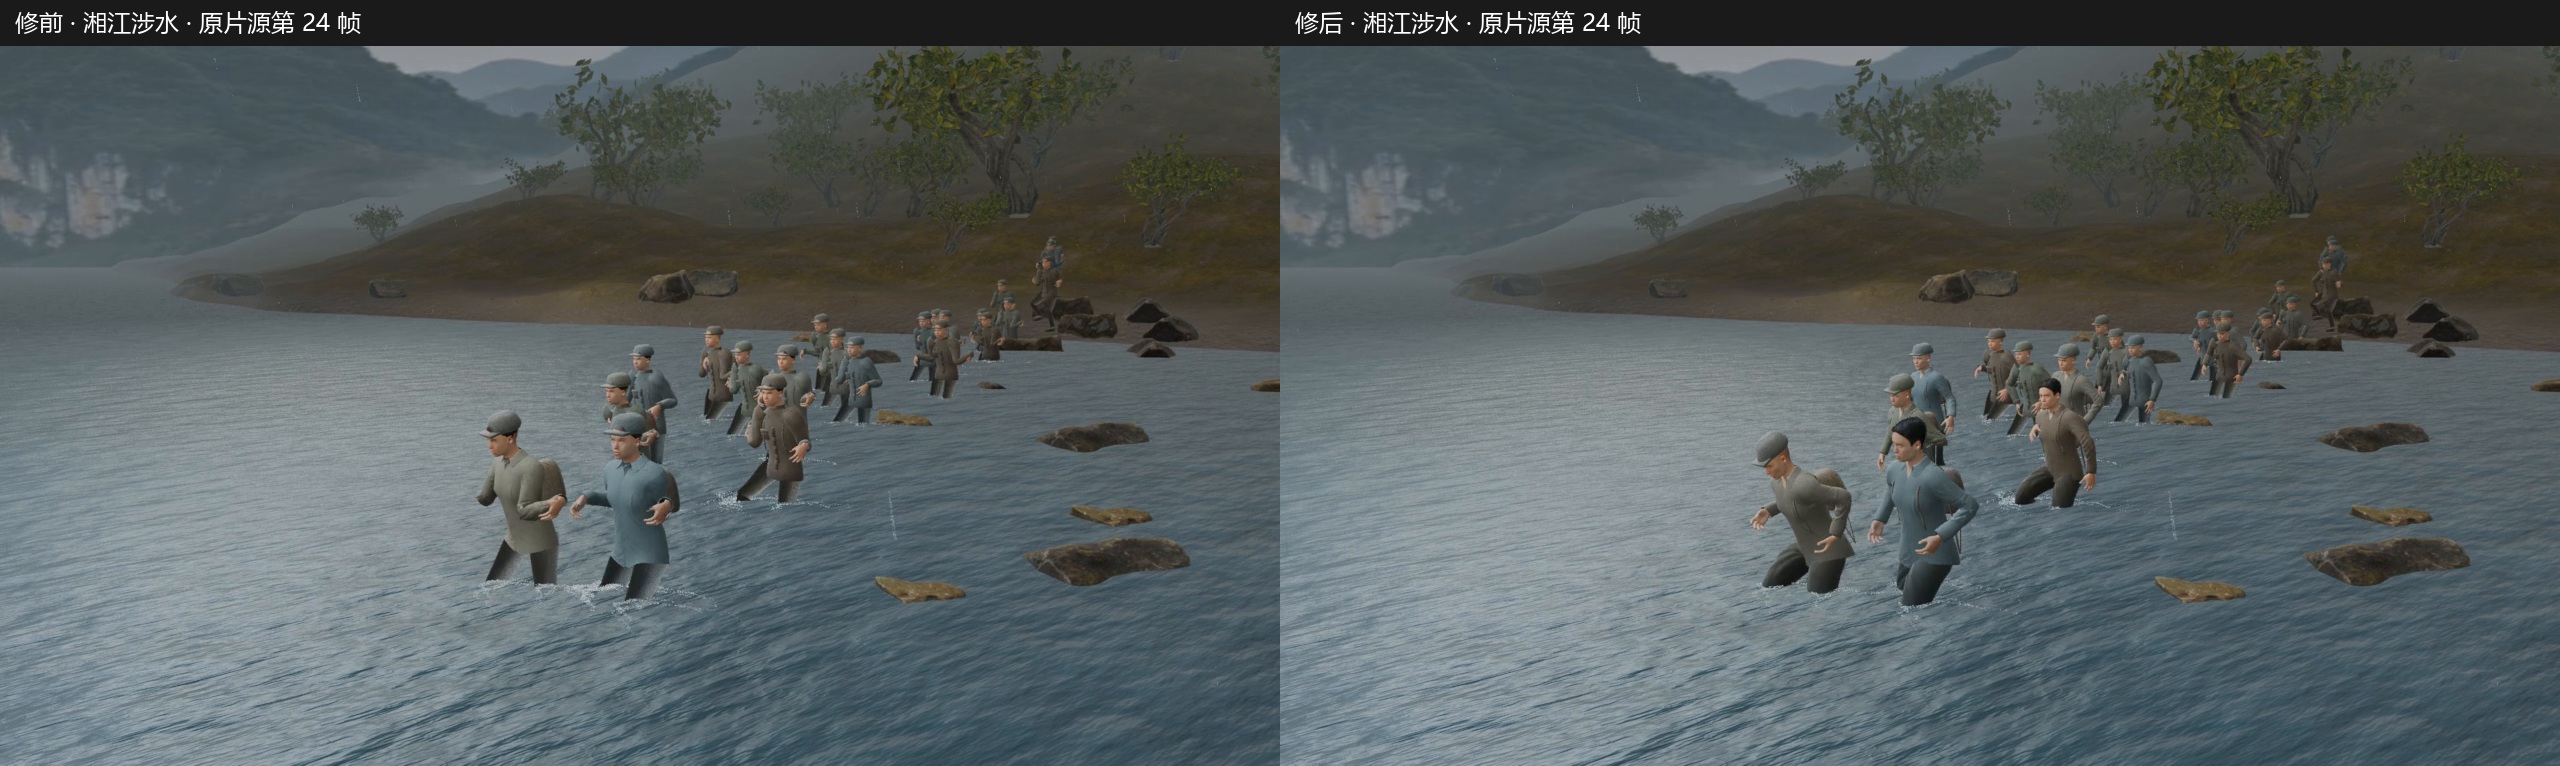 修前 · 湘江涉水 · 原片源第 24 帧
修后 · 湘江涉水 · 原片源第 24 帧